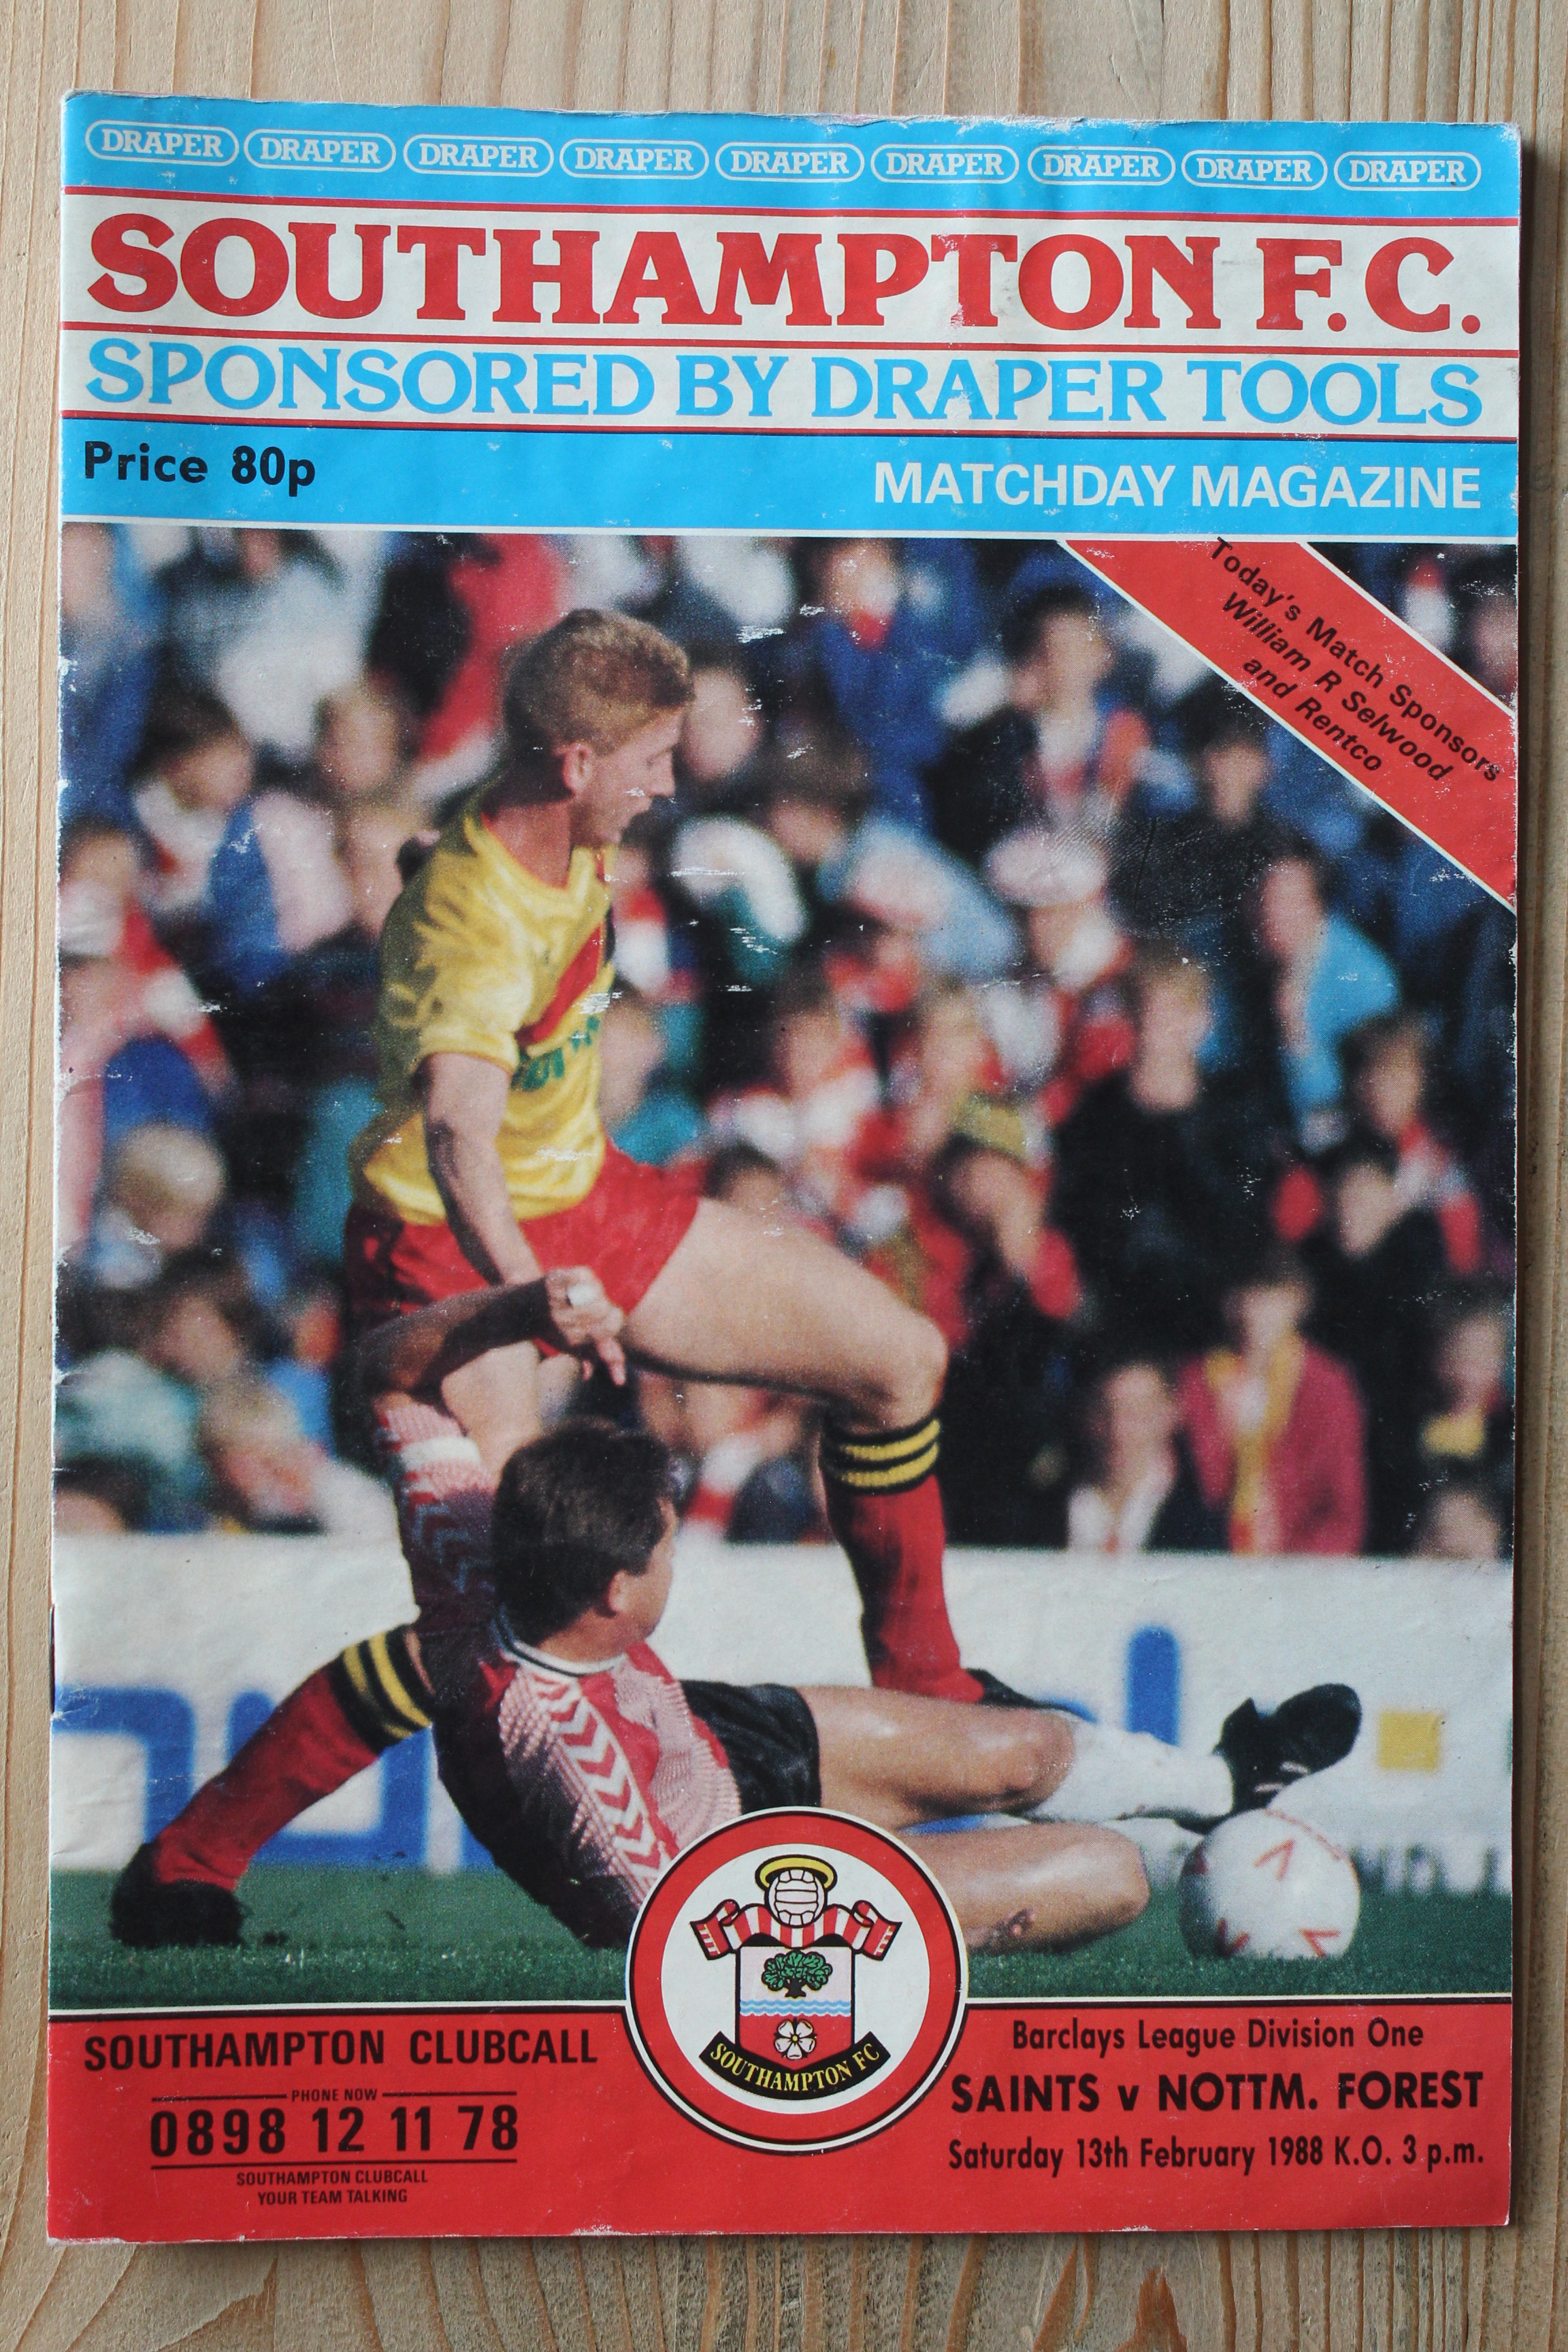 DRAPER DRAPER DRAPER DRAPER DRAPER DRAPER DRAPER DRAPER DRAPER
SOUTHAMPTON F.C.
SPONSORED BY DRAPER TOOLS
Price 80p
MATCHDAY MAGAZINE
Today's Match Sponsors
William R Selwood
and Rentco
SOUTHAMPTON CLUBCALL
PHONE NOW
0898 12 11 78
SOUTHAMPTON CLUBCALL
YOUR TEAM TALKING
SOUTHAMPTON FC
Barclays League Division One
SAINTS v NOTTM. FOREST
Saturday 13th February 1988 K.O. 3 p.m.